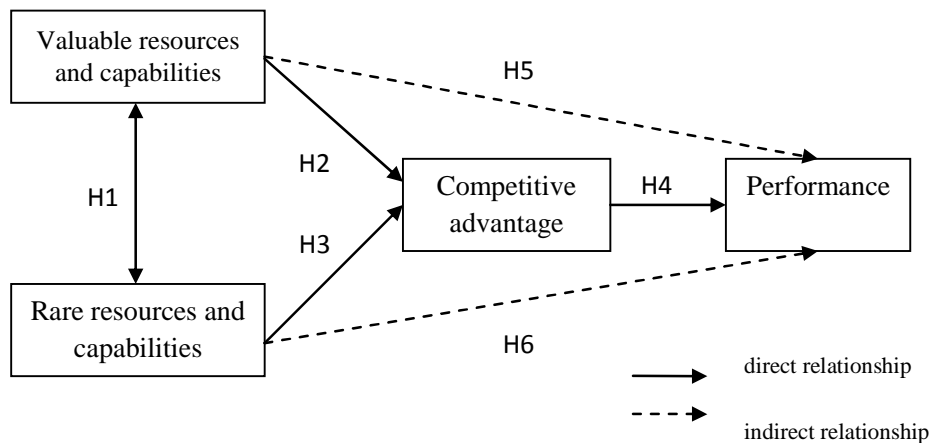 Valuable resources
and capabilities
H5
H2
H1
Competitive
advantage
H4
Performance
H3
Rare resources and
capabilities
H6
direct relationship
indirect relationship